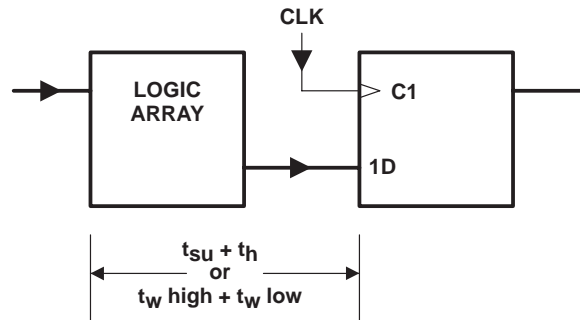 CLK
LOGIC
ARRAY
C1
1D
tsu + th
or
tw high + tw low